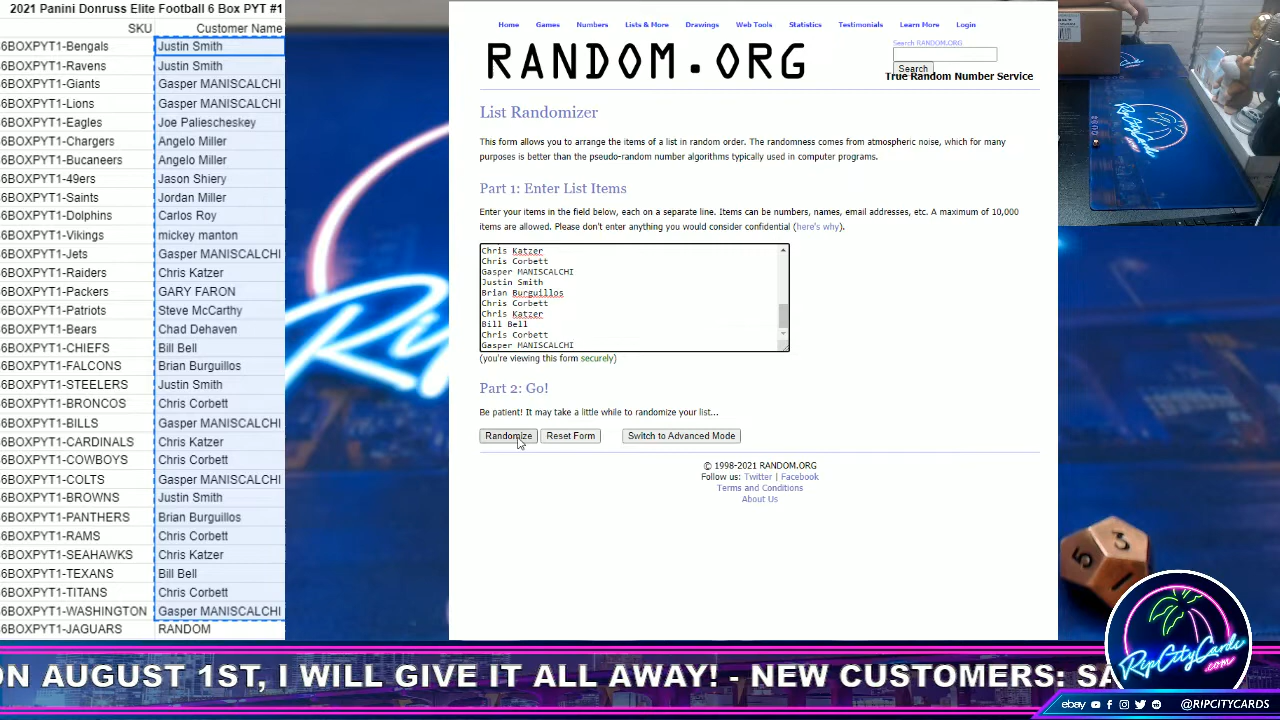 2021 Panini Donruss Elite Football 6 Box PYT #1
SKU Customer Name
6BOXPYT1-Bengals Justin Smith
6BOXPYT1-Ravens Justin Smith
6BOXPYT1-Giants Gasper MANISCALCHI
6BOXPYT1-Lions Gasper MANISCALCHI
6BOXPYT1-Eagles Joe Paliescheskey
6BOXPYT1-Chargers Angelo Miller
6BOXPYT1-Bucaneers Angelo Miller
6BOXPYT1-49ers Jason Shiery
6BOXPYT1-Saints Jordan Miller
6BOXPYT1-Dolphins Carlos Roy
6BOXPYT1-Vikings mickey manton
6BOXPYT1-Jets Gasper MANISCALCHI
6BOXPYT1-Raiders Chris Katzer
6BOXPYT1-Packers GARY FARON
6BOXPYT1-Patriots Steve McCarthy
6BOXPYT1-Bears Chad Dehaven
6BOXPYT1-CHIEFS Bill Bell
6BOXPYT1-FALCONS Brian Burguillos
6BOXPYT1-STEELERS Justin Smith
6BOXPYT1-BRONCOS Chris Corbett
6BOXPYT1-BILLS Gasper MANISCALCHI
6BOXPYT1-CARDINALS Chris Katzer
6BOXPYT1-COWBOYS Chris Corbett
6BOXPYT1-COLTS Gasper MANISCALCHI
6BOXPYT1-BROWNS Justin Smith
6BOXPYT1-PANTHERS Brian Burguillos
6BOXPYT1-RAMS Chris Corbett
6BOXPYT1-SEAHAWKS Chris Katzer
6BOXPYT1-TEXANS Bill Bell
6BOXPYT1-TITANS Chris Corbett
6BOXPYT1-WASHINGTON Gasper MANISCALCHI
6BOXPYT1-JAGUARS RANDOM
Home Games Numbers Lists & More Drawings Web Tools Statistics Testimonials Learn More Login
RANDOM.ORG
Search RANDOM.ORG
Search
True Random Number Service
List Randomizer
This form allows you to arrange the items of a list in random order. The randomness comes from atmospheric noise, which for many
purposes is better than the pseudo-random number algorithms typically used in computer programs.
Part 1: Enter List Items
Enter your items in the field below, each on a separate line. Items can be numbers, names, email addresses, etc. A maximum of 10,000
items are allowed. Please don't enter anything you would consider confidential (here's why).
Chris Katzer
Chris Corbett
Gasper MANISCALCHI
Justin Smith
Brian Burguillos
Chris Corbett
Chris Katzer
Bill Bell
Chris Corbett
Gasper MANISCALCHI
(you're viewing this form securely)
Part 2: Go!
Be patient! It may take a little while to randomize your list...
Randomize Reset Form Switch to Advanced Mode
© 1998-2021 RANDOM.ORG
Follow us: Twitter | Facebook
Terms and Conditions
About Us
ON AUGUST 1ST, I WILL GIVE IT ALL AWAY! - NEW CUSTOMERS: SA
RipCityCards
.com
ebay @RIPCITYCARDS